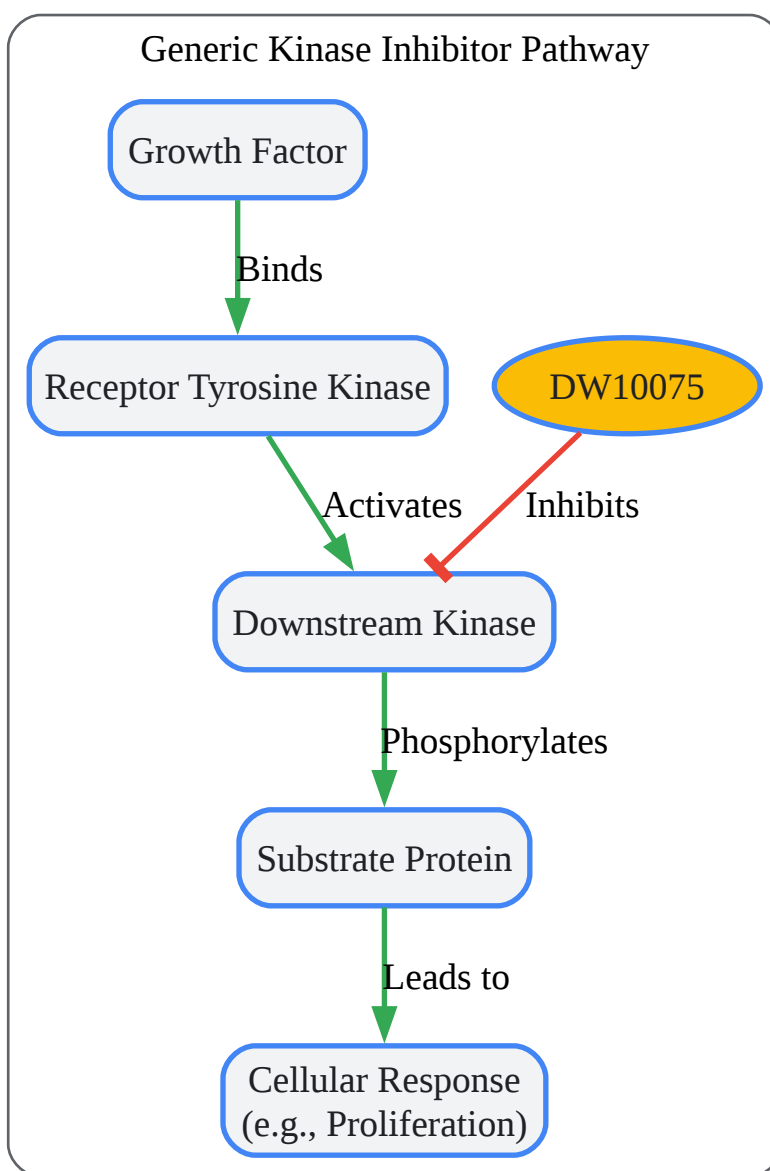 Generic Kinase Inhibitor Pathway
Growth Factor
Binds
Receptor Tyrosine Kinase
DW10075
Activates
Inhibits
Downstream Kinase
Phosphorylates
Substrate Protein
Leads to
Cellular Response
(e.g., Proliferation)